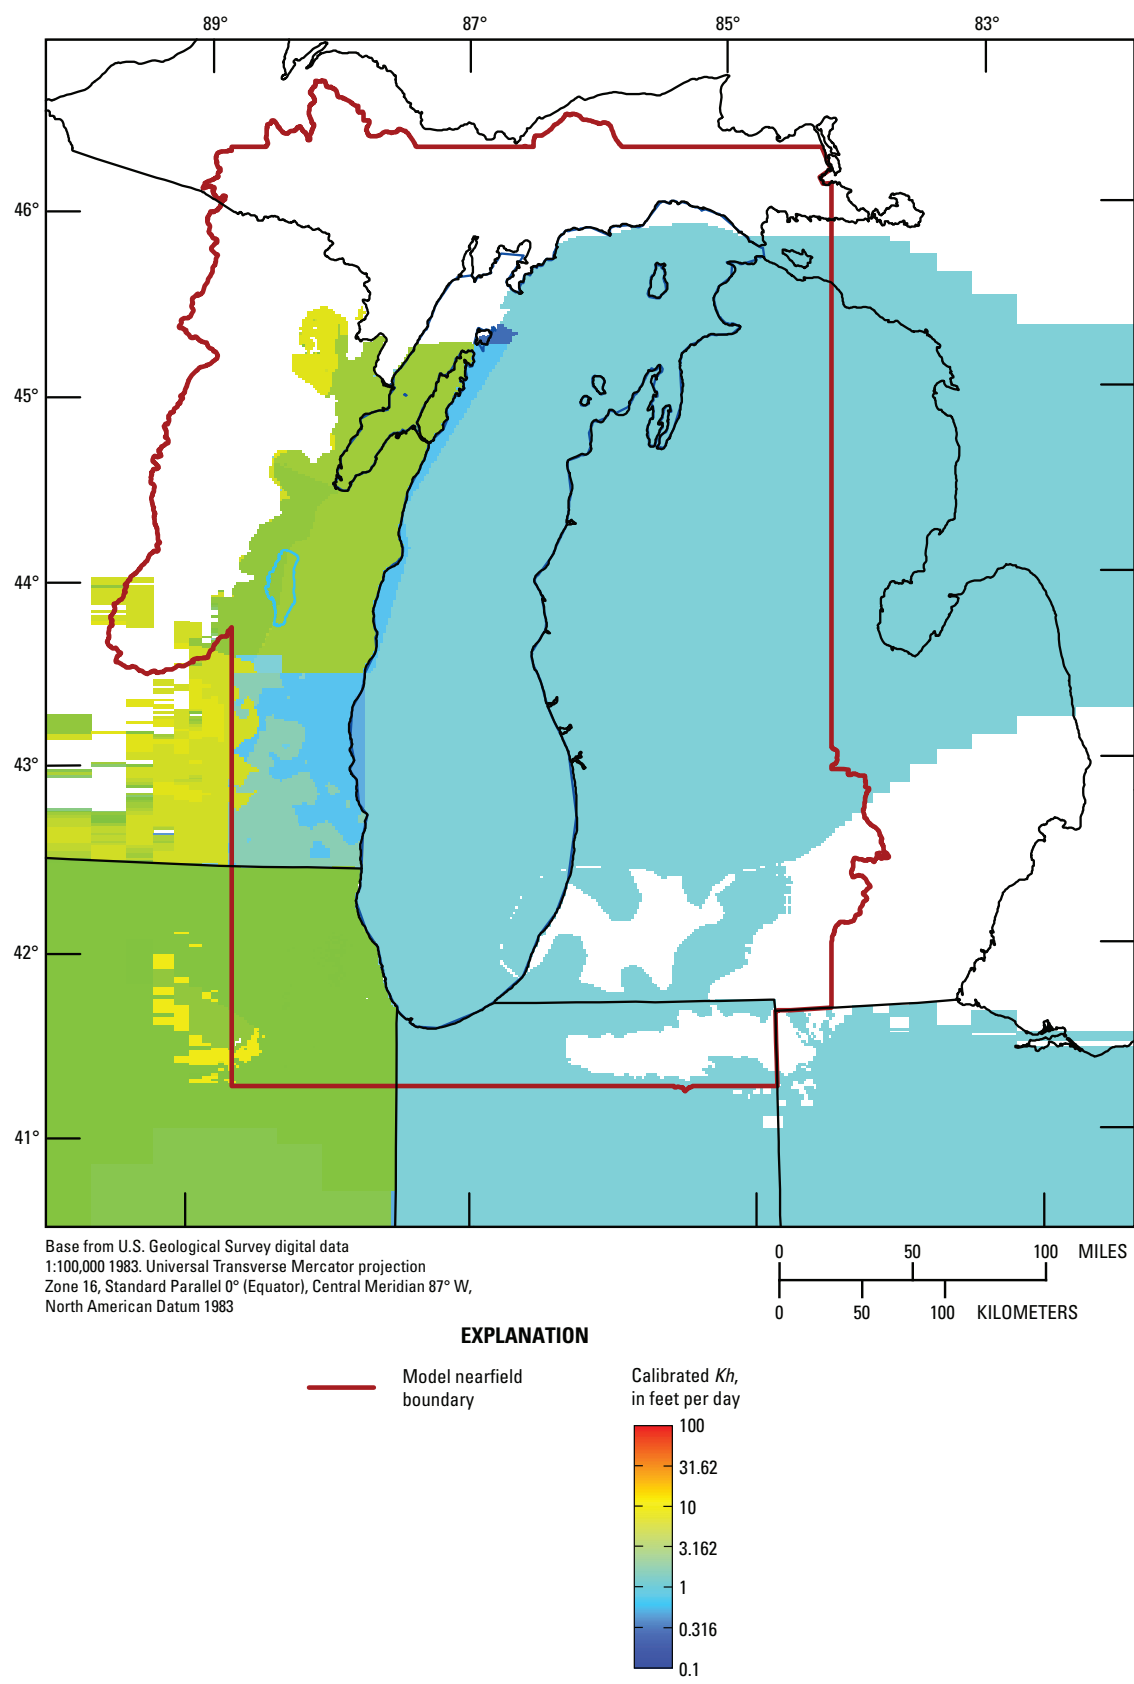 89°
87°
85°
83°
46°
45°
44°
43°
42°
41°
Base from U.S. Geological Survey digital data
1:100,000 1983. Universal Transverse Mercator projection
Zone 16, Standard Parallel 0° (Equator), Central Meridian 87° W,
North American Datum 1983
0 50 100 MILES
0 50 100 KILOMETERS
EXPLANATION
Model nearfield
boundary
Calibrated Kh,
in feet per day
100
31.62
10
3.162
1
0.316
0.1